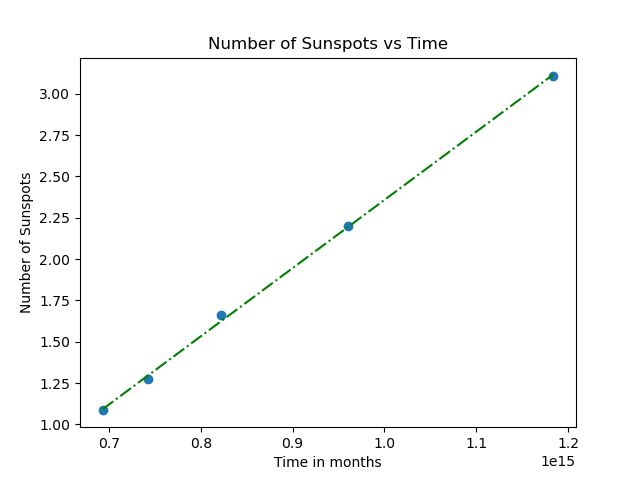 Number of Sunspots vs Time
3.00
2.75
2.50
2.25
2.00
1.75
1.50
1.25
1.00
Number of Sunspots
0.7 0.8 0.9 1.0 1.1 1.2
1e15
Time in months